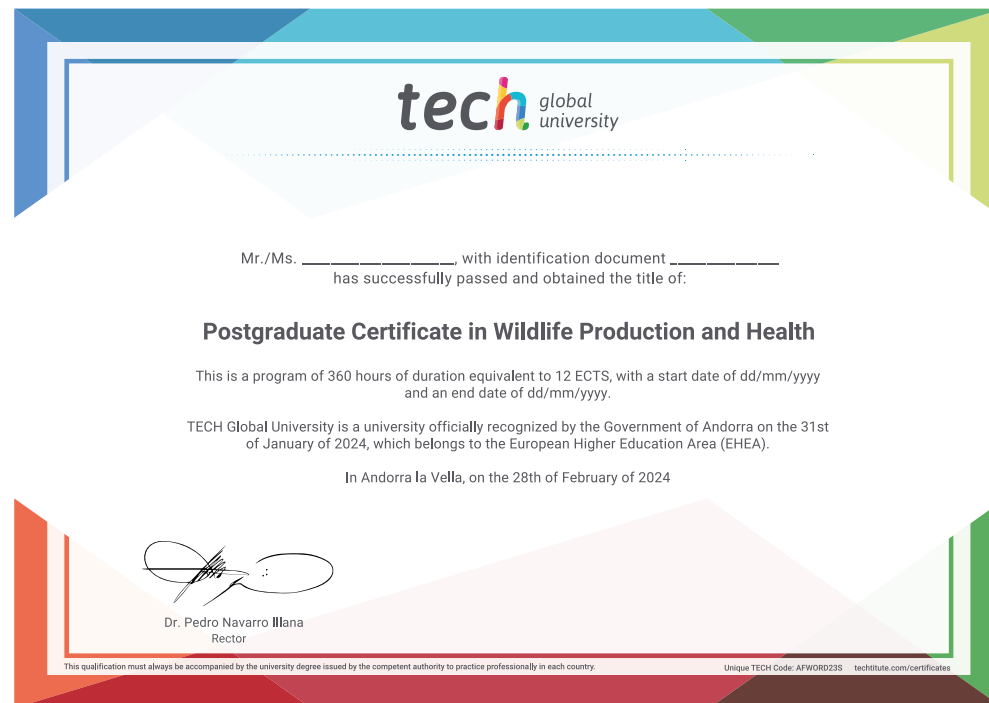 tech global university
Mr./Ms. ____________________, with identification document ______________
has successfully passed and obtained the title of:
Postgraduate Certificate in Wildlife Production and Health
This is a program of 360 hours of duration equivalent to 12 ECTS, with a start date of dd/mm/yyyy
and an end date of dd/mm/yyyy.
TECH Global University is a university officially recognized by the Government of Andorra on the 31st
of January of 2024, which belongs to the European Higher Education Area (EHEA).
In Andorra la Vella, on the 28th of February of 2024
Dr. Pedro Navarro Illana
Rector
This qualification must always be accompanied by the university degree issued by the competent authority to practice professionally in each country.
Unique TECH Code: AFWORD23S techtitute.com/certificates